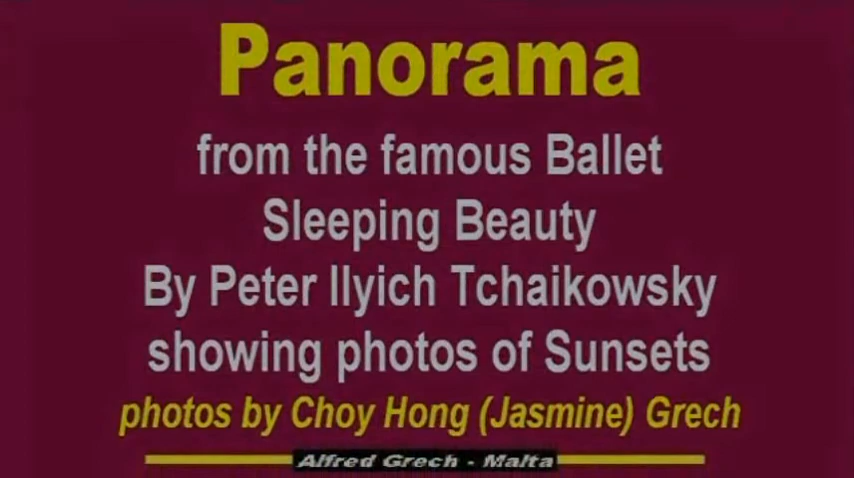 Panorama
from the famous Ballet
Sleeping Beauty
By Peter Ilyich Tchaikowsky
showing photos of Sunsets
photos by Choy Hong (Jasmine) Grech
Alfred Grech - Malta